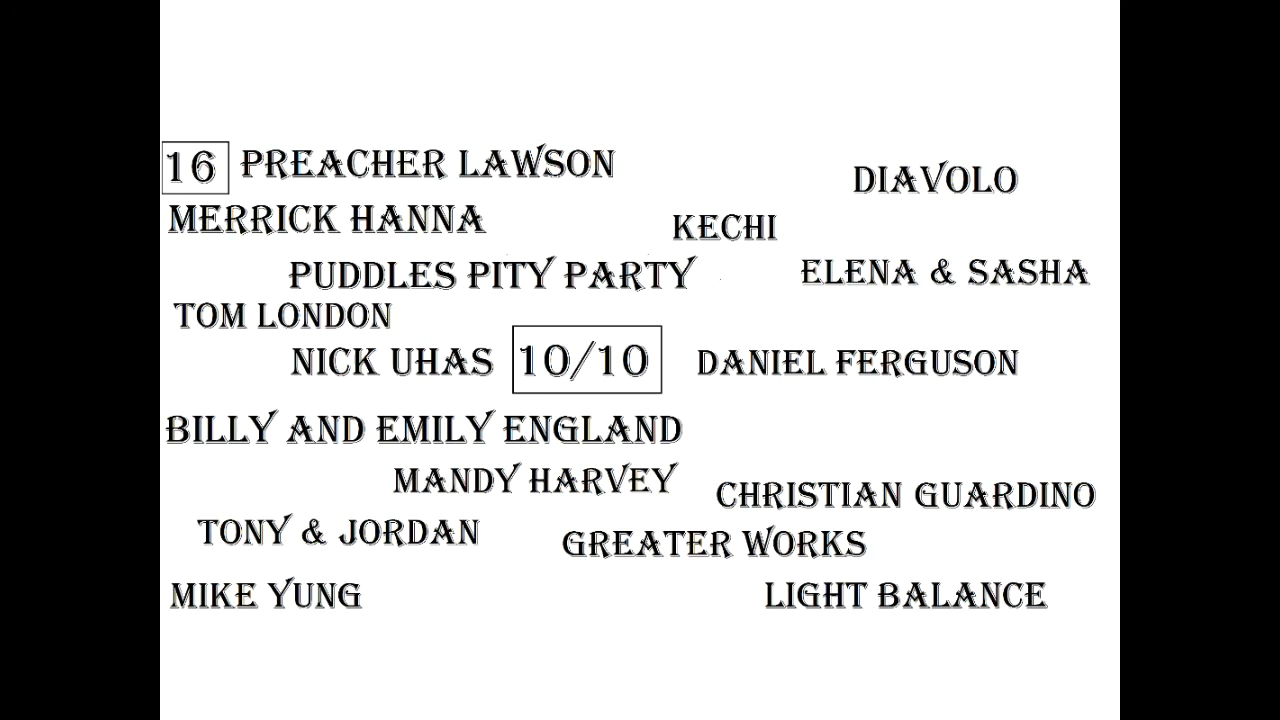 16 PREACHER LAWSON
DIAVOLO
MERRICK HANNA
KECHI
PUDDLES PITY PARTY
ELENA & SASHA
TOM LONDON
NICK UHAS 10/10 DANIEL FERGUSON
BILLY AND EMILY ENGLAND
MANDY HARVEY
CHRISTIAN GUARDINO
TONY & JORDAN
GREATER WORKS
MIKE YUNG
LIGHT BALANCE